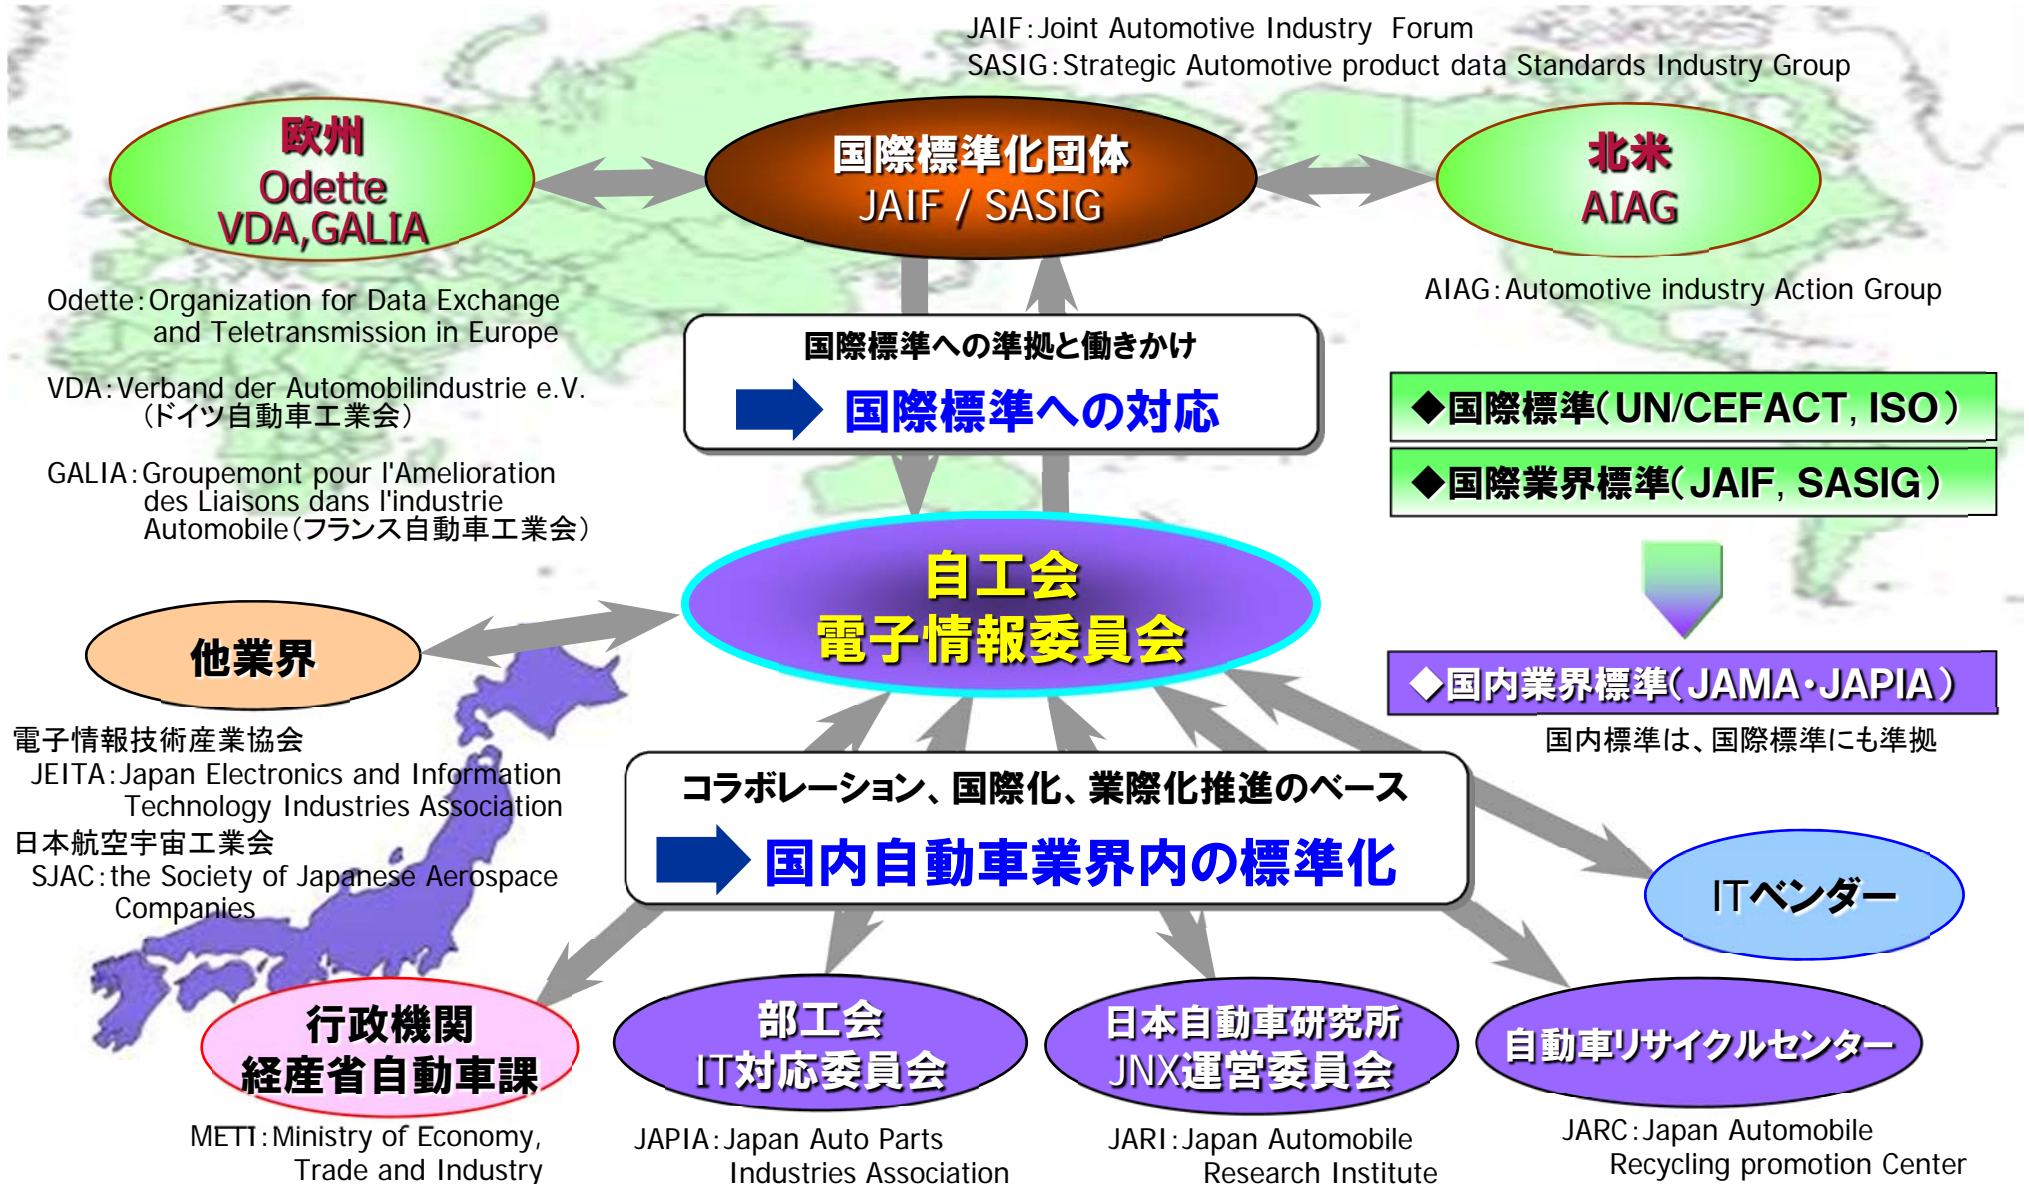 JAIF:Joint Automotive Industry Forum
SASIG:Strategic Automotive product data Standards Industry Group
欧州
Odette
VDA,GALIA
国際標準化団体
JAIF / SASIG
北米
AIAG
Odette:Organization for Data Exchange
and Teletransmission in Europe
VDA:Verband der Automobilindustrie e.V.
(ドイツ自動車工業会)
GALIA:Groupemont pour l'Amelioration
des Liaisons dans l'industrie
Automobile(フランス自動車工業会)
AIAG:Automotive industry Action Group
国際標準への準拠と働きかけ
国際標準への対応
◆国際標準(UN/CEFACT, ISO)
◆国際業界標準(JAIF, SASIG)
自工会
電子情報委員会
◆国内業界標準(JAMA・JAPIA)
国内標準は、国際標準にも準拠
他業界
電子情報技術産業協会
JEITA:Japan Electronics and Information
Technology Industries Association
日本航空宇宙工業会
SJAC:the Society of Japanese Aerospace
Companies
コラボレーション、国際化、業際化推進のベース
国内自動車業界内の標準化
ITベンダー
行政機関
経産省自動車課
METI:Ministry of Economy,
Trade and Industry
部工会
IT対応委員会
JAPIA:Japan Auto Parts
Industries Association
日本自動車研究所
JNX運営委員会
JARI:Japan Automobile
Research Institute
自動車リサイクルセンター
JARC:Japan Automobile
Recycling promotion Center